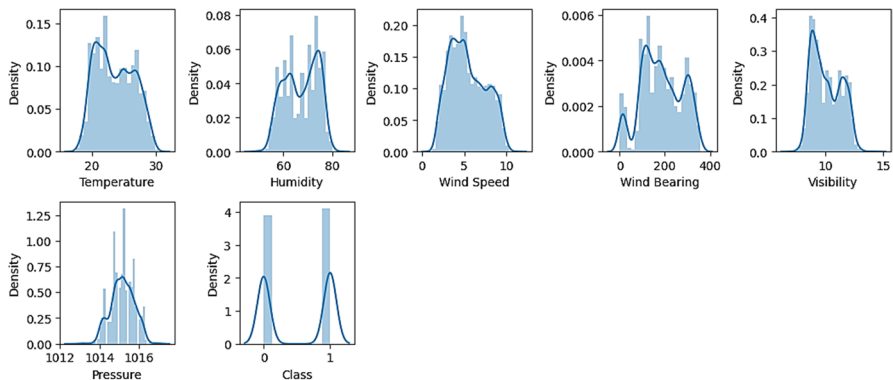 0.15
0.10
0.05
0.00
Density
20 30
Temperature
0.08
0.06
0.04
0.02
0.00
Density
60 80
Humidity
0.20
0.15
0.10
0.05
0.00
Density
0 5 10
Wind Speed
0.006
0.004
0.002
0.000
Density
0 200 400
Wind Bearing
0.4
0.3
0.2
0.1
0.0
Density
10 15
Visibility
1.25
1.00
0.75
0.50
0.25
0.00
Density
1012 1014 1016
Pressure
4
3
2
1
0
Density
0 1
Class